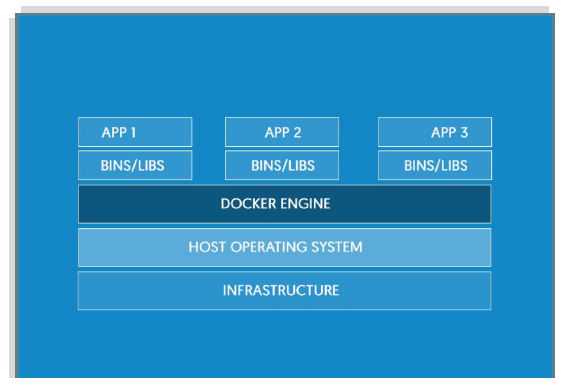 APP 1 APP 2 APP 3
BINS/LIBS BINS/LIBS BINS/LIBS
DOCKER ENGINE
HOST OPERATING SYSTEM
INFRASTRUCTURE